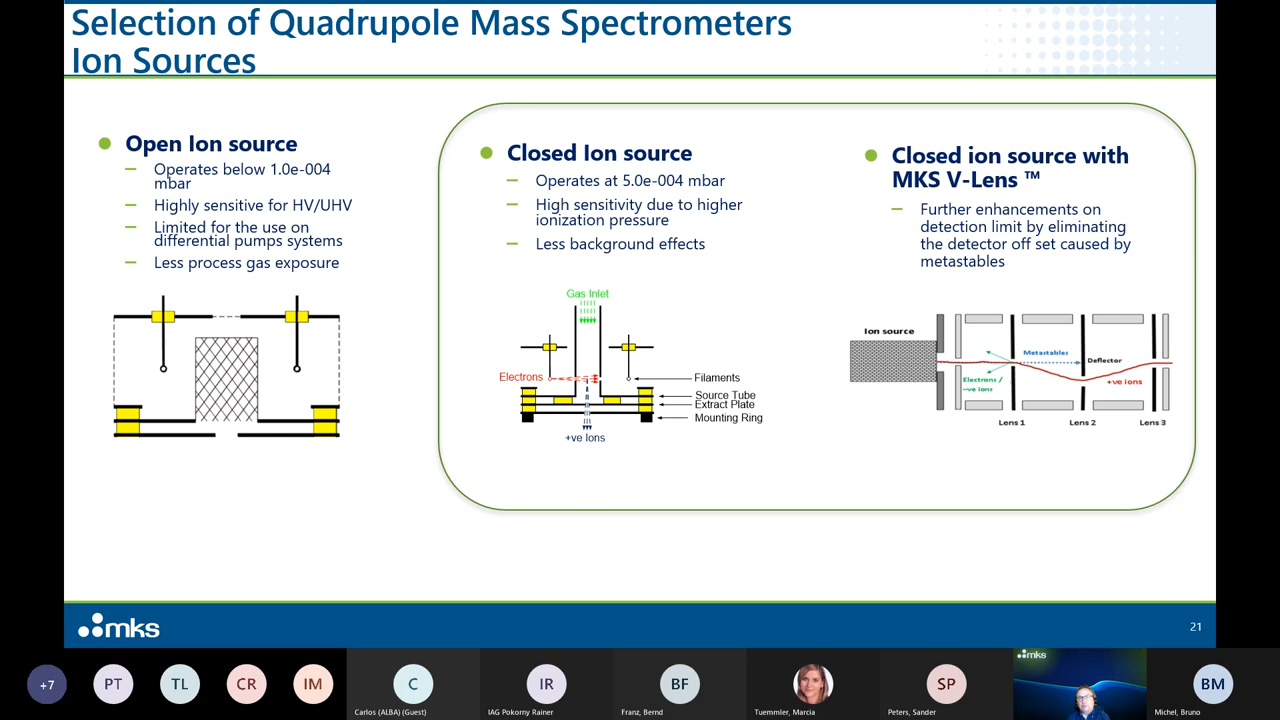 Selection of Quadrupole Mass Spectrometers
Ion Sources
Open Ion source
Operates below 1.0e-004
mbar
Highly sensitive for HV/UHV
Limited for the use on
differential pumps systems
Less process gas exposure
Closed Ion source
Operates at 5.0e-004 mbar
High sensitivity due to higher
ionization pressure
Less background effects
Gas Inlet
Electrons
Filaments
Source Tube
Extract Plate
Mounting Ring
+ve Ions
Closed ion source with
MKS V-Lens ™
Further enhancements on
detection limit by eliminating
the detector off set caused by
metastables
Ion source
Metastables
Deflector
Electrons /
-ve ions
+ve ions
Lens 1
Lens 2
Lens 3
mks
21
+7
PT
TL
CR
IM
C
Carlos (ALBA) (Guest)
IR
IAG Pokorny Rainer
BF
Franz, Bernd
Tuemmler, Marcia
SP
Peters, Sander
mks
BM
Michel, Bruno